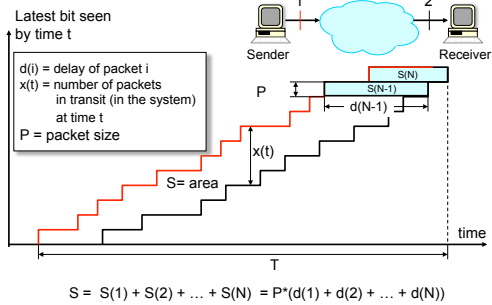 Latest bit seen
by time t
1
2
Sender
Receiver
d(i) = delay of packet i
x(t) = number of packets
in transit (in the system)
at time t
P = packet size
S(N)
P
S(N-1)
d(N-1)
x(t)
S= area
time
T
S = S(1) + S(2) + … + S(N) = P*(d(1) + d(2) + … + d(N))